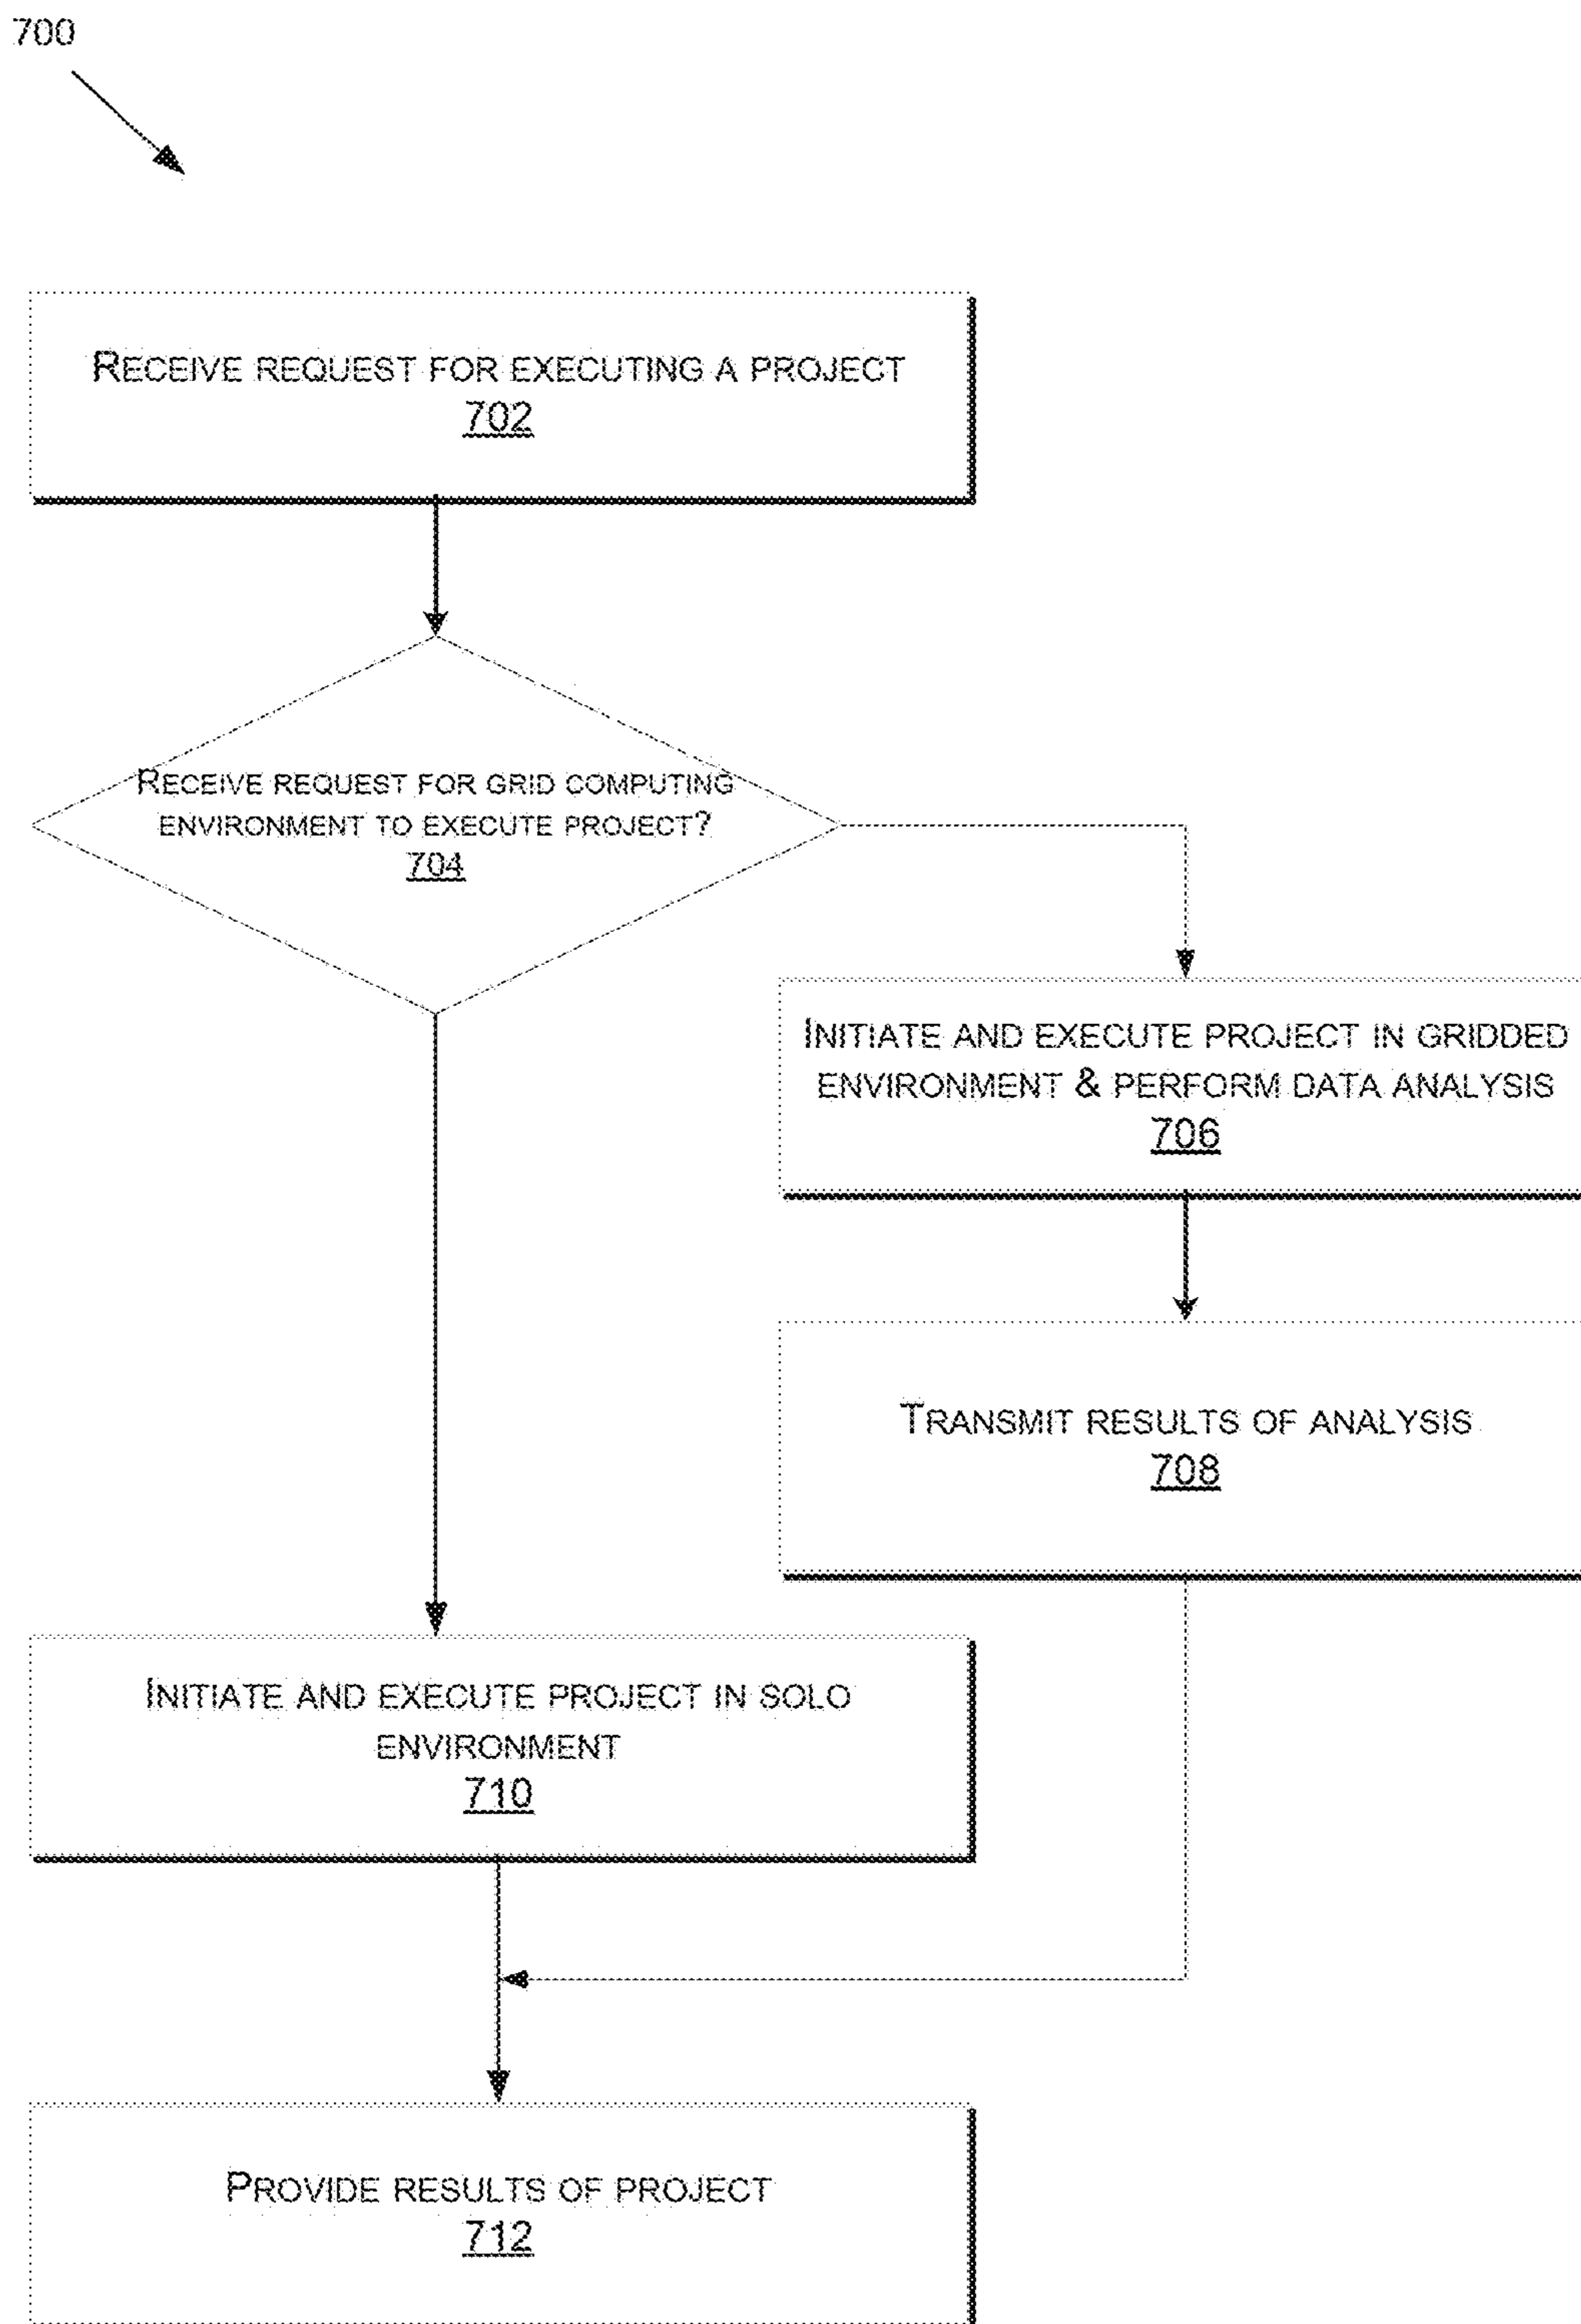 700
RECEIVE REQUEST FOR EXECUTING A PROJECT
702
RECEIVE REQUEST FOR GRID COMPUTING
ENVIRONMENT TO EXECUTE PROJECT?
704
INITIATE AND EXECUTE PROJECT IN GRIDDED
ENVIRONMENT & PERFORM DATA ANALYSIS
706
TRANSMIT RESULTS OF ANALYSIS
708
INITIATE AND EXECUTE PROJECT IN SOLO
ENVIRONMENT
710
PROVIDE RESULTS OF PROJECT
712